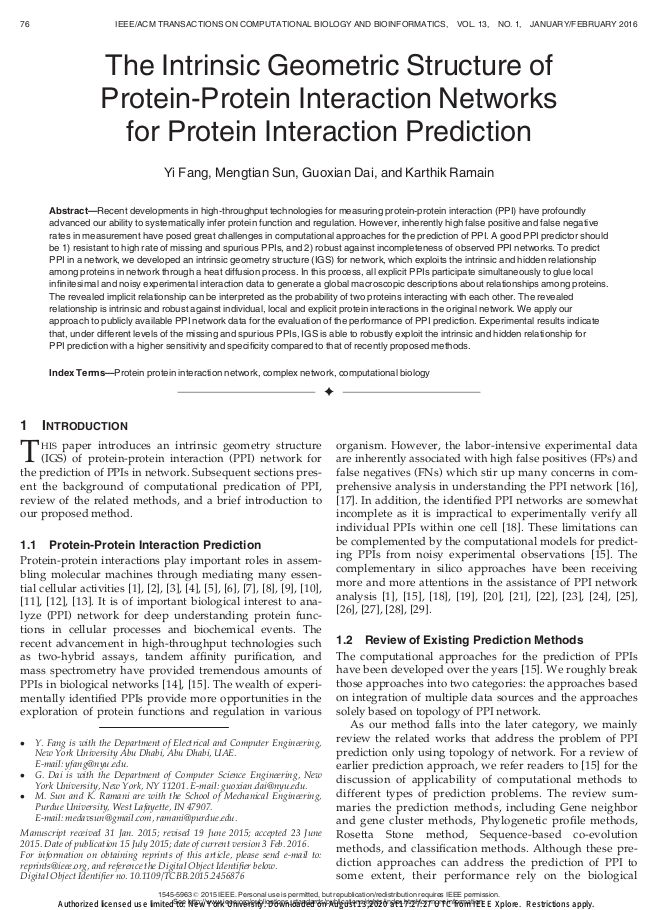 76
IEEE/ACM TRANSACTIONS ON COMPUTATIONAL BIOLOGY AND BIOINFORMATICS, VOL. 13, NO. 1, JANUARY/FEBRUARY 2016
The Intrinsic Geometric Structure of
Protein-Protein Interaction Networks
for Protein Interaction Prediction
Yi Fang, Mengtian Sun, Guoxian Dai, and Karthik Ramain
Abstract—Recent developments in high-throughput technologies for measuring protein-protein interaction (PPI) have profoundly
advanced our ability to systematically infer protein function and regulation. However, inherently high false positive and false negative
rates in measurement have posed great challenges in computational approaches for the prediction of PPI. A good PPI predictor should
be 1) resistant to high rate of missing and spurious PPIs, and 2) robust against incompleteness of observed PPI networks. To predict
PPI in a network, we developed an intrinsic geometry structure (IGS) for network, which exploits the intrinsic and hidden relationship
among proteins in network through a heat diffusion process. In this process, all explicit PPIs participate simultaneously to glue local
infinitesimal and noisy experimental interaction data to generate a global macroscopic descriptions about relationships among proteins.
The revealed implicit relationship can be interpreted as the probability of two proteins interacting with each other. The revealed
relationship is intrinsic and robust against individual, local and explicit protein interactions in the original network. We apply our
approach to publicly available PPI network data for the evaluation of the performance of PPI prediction. Experimental results indicate
that, under different levels of the missing and spurious PPIs, IGS is able to robustly exploit the intrinsic and hidden relationship for
PPI prediction with a higher sensitivity and specificity compared to that of recently proposed methods.
Index Terms—Protein protein interaction network, complex network, computational biology
1 INTRODUCTION
THIS paper introduces an intrinsic geometry structure
(IGS) of protein-protein interaction (PPI) network for
the prediction of PPIs in network. Subsequent sections pres-
ent the background of computational predication of PPI,
review of the related methods, and a brief introduction to
our proposed method.
1.1 Protein-Protein Interaction Prediction
Protein-protein interactions play important roles in assem-
bling molecular machines through mediating many essen-
tial cellular activities [1], [2], [3], [4], [5], [6], [7], [8], [9], [10],
[11], [12], [13]. It is of important biological interest to ana-
lyze (PPI) network for deep understanding protein func-
tions in cellular processes and biochemical events. The
recent advancement in high-throughput technologies such
as two-hybrid assays, tandem affinity purification, and
mass spectrometry have provided tremendous amounts of
PPIs in biological networks [14], [15]. The wealth of experi-
mentally identified PPIs provide more opportunities in the
exploration of protein functions and regulation in various
• Y. Fang is with the Department of Electrical and Computer Engineering,
New York University Abu Dhabi, Abu Dhabi, UAE.
E-mail: yfang@nyu.edu.
• G. Dai is with the Department of Computer Science Engineering, New
York University, New York, NY 11201. E-mail: guoxian.dai@nyu.edu.
• M. Sun and K. Ramani are with the School of Mechanical Engineering,
Purdue University, West Lafayette, IN 47907.
E-mail: medavsun@gmail.com, ramani@purdue.edu.
Manuscript received 31 Jan. 2015; revised 19 June 2015; accepted 23 June
2015. Date of publication 15 July 2015; date of current version 3 Feb. 2016.
For information on obtaining reprints of this article, please send e-mail to:
reprints@ieee.org, and reference the Digital Object Identifier below.
Digital Object Identifier no. 10.1109/TCBB.2015.2456876
organism. However, the labor-intensive experimental data
are inherently associated with high false positives (FPs) and
false negatives (FNs) which stir up many concerns in com-
prehensive analysis in understanding the PPI network [16],
[17]. In addition, the identified PPI networks are somewhat
incomplete as it is impractical to experimentally verify all
individual PPIs within one cell [18]. These limitations can
be complemented by the computational models for predict-
ing PPIs from noisy experimental observations [15]. The
complementary in silico approaches have been receiving
more and more attentions in the assistance of PPI network
analysis [1], [15], [18], [19], [20], [21], [22], [23], [24], [25],
[26], [27], [28], [29].
1.2 Review of Existing Prediction Methods
The computational approaches for the prediction of PPIs
have been developed over the years [15]. We roughly break
those approaches into two categories: the approaches based
on integration of multiple data sources and the approaches
solely based on topology of PPI network.
As our method falls into the later category, we mainly
review the related works that address the problem of PPI
prediction only using topology of network. For a review of
earlier prediction approach, we refer readers to [15] for the
discussion of applicability of computational methods to
different types of prediction problems. The review sum-
maries the prediction methods, including Gene neighbor
and gene cluster methods, Phylogenetic profile methods,
Rosetta Stone method, Sequence-based co-evolution
methods, and classification methods. Although these pre-
diction approaches can address the prediction of PPI to
some extent, their performance rely on the biological
1545-5963 © 2015 IEEE. Personal use is permitted, but republication/redistribution requires IEEE permission.
Authorized licensed use limited to: New York University. Downloaded on August 13,2020 at 17:27:27 UTC from IEEE Xplore. Restrictions apply.